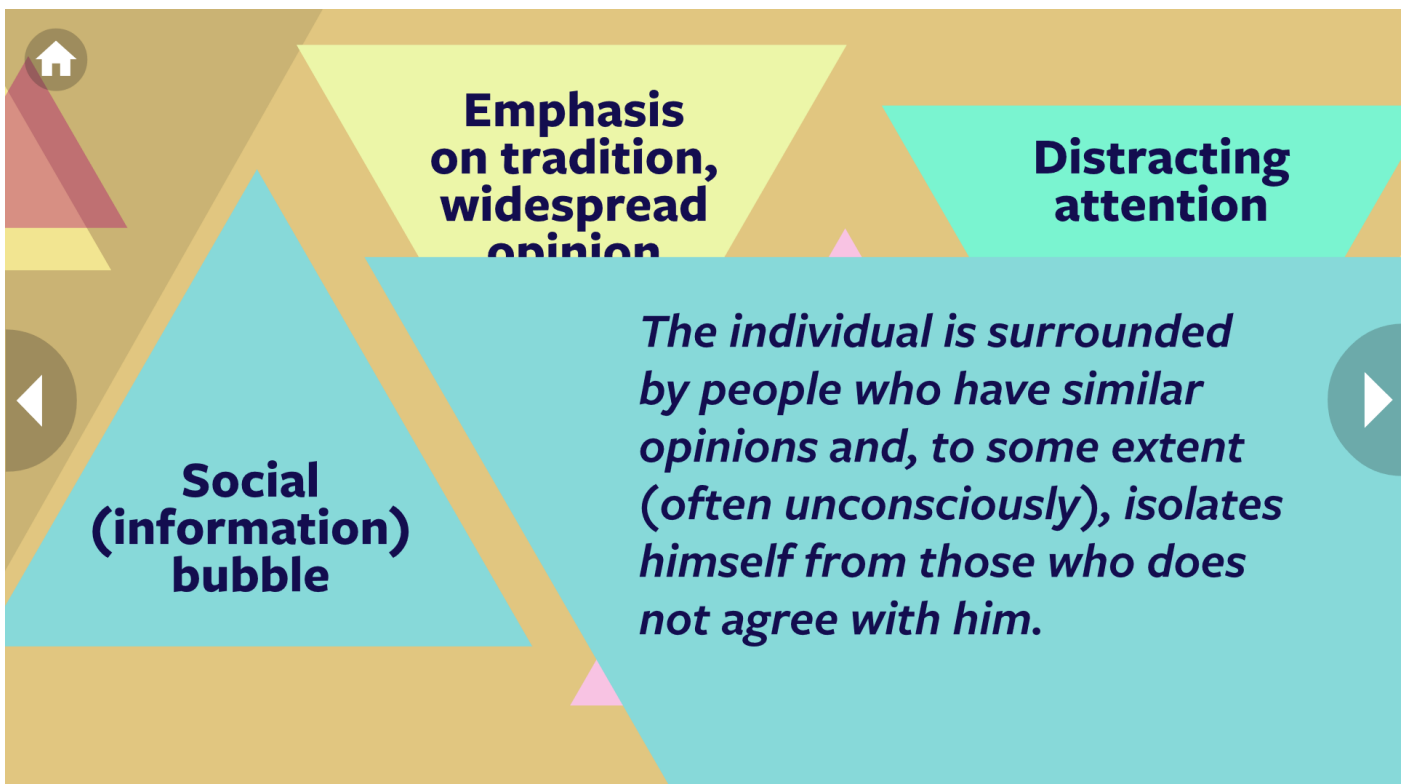 Emphasis
on tradition,
widespread
opinion
Distracting
attention
Social
(information)
bubble
The individual is surrounded
by people who have similar
opinions and, to some extent
(often unconsciously), isolates
himself from those who does
not agree with him.